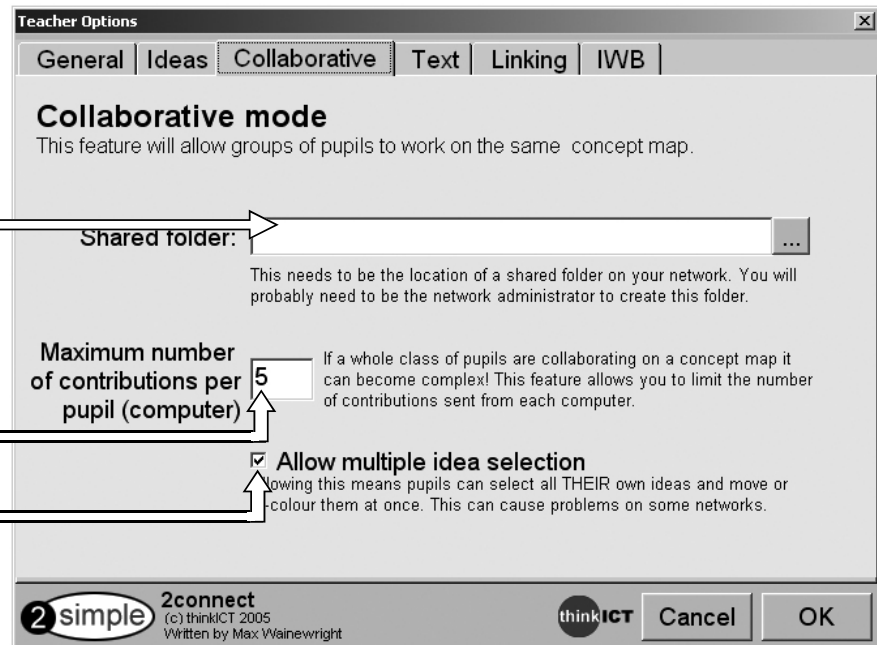 Teacher Options
General Ideas Collaborative Text Linking IWB
Collaborative mode
This feature will allow groups of pupils to work on the same concept map.
Shared folder:
...
This needs to be the location of a shared folder on your network. You will
probably need to be the network administrator to create this folder.
Maximum number
of contributions per
pupil (computer)
5
If a whole class of pupils are collaborating on a concept map it
can become complex! This feature allows you to limit the number
of contributions sent from each computer.
Allow multiple idea selection
lowing this means pupils can select all THEIR own ideas and move or
-colour them at once. This can cause problems on some networks.
2simple
2connect
(c) thinkICT 2005
Written by Max Wainewright
thinkICT
Cancel
OK